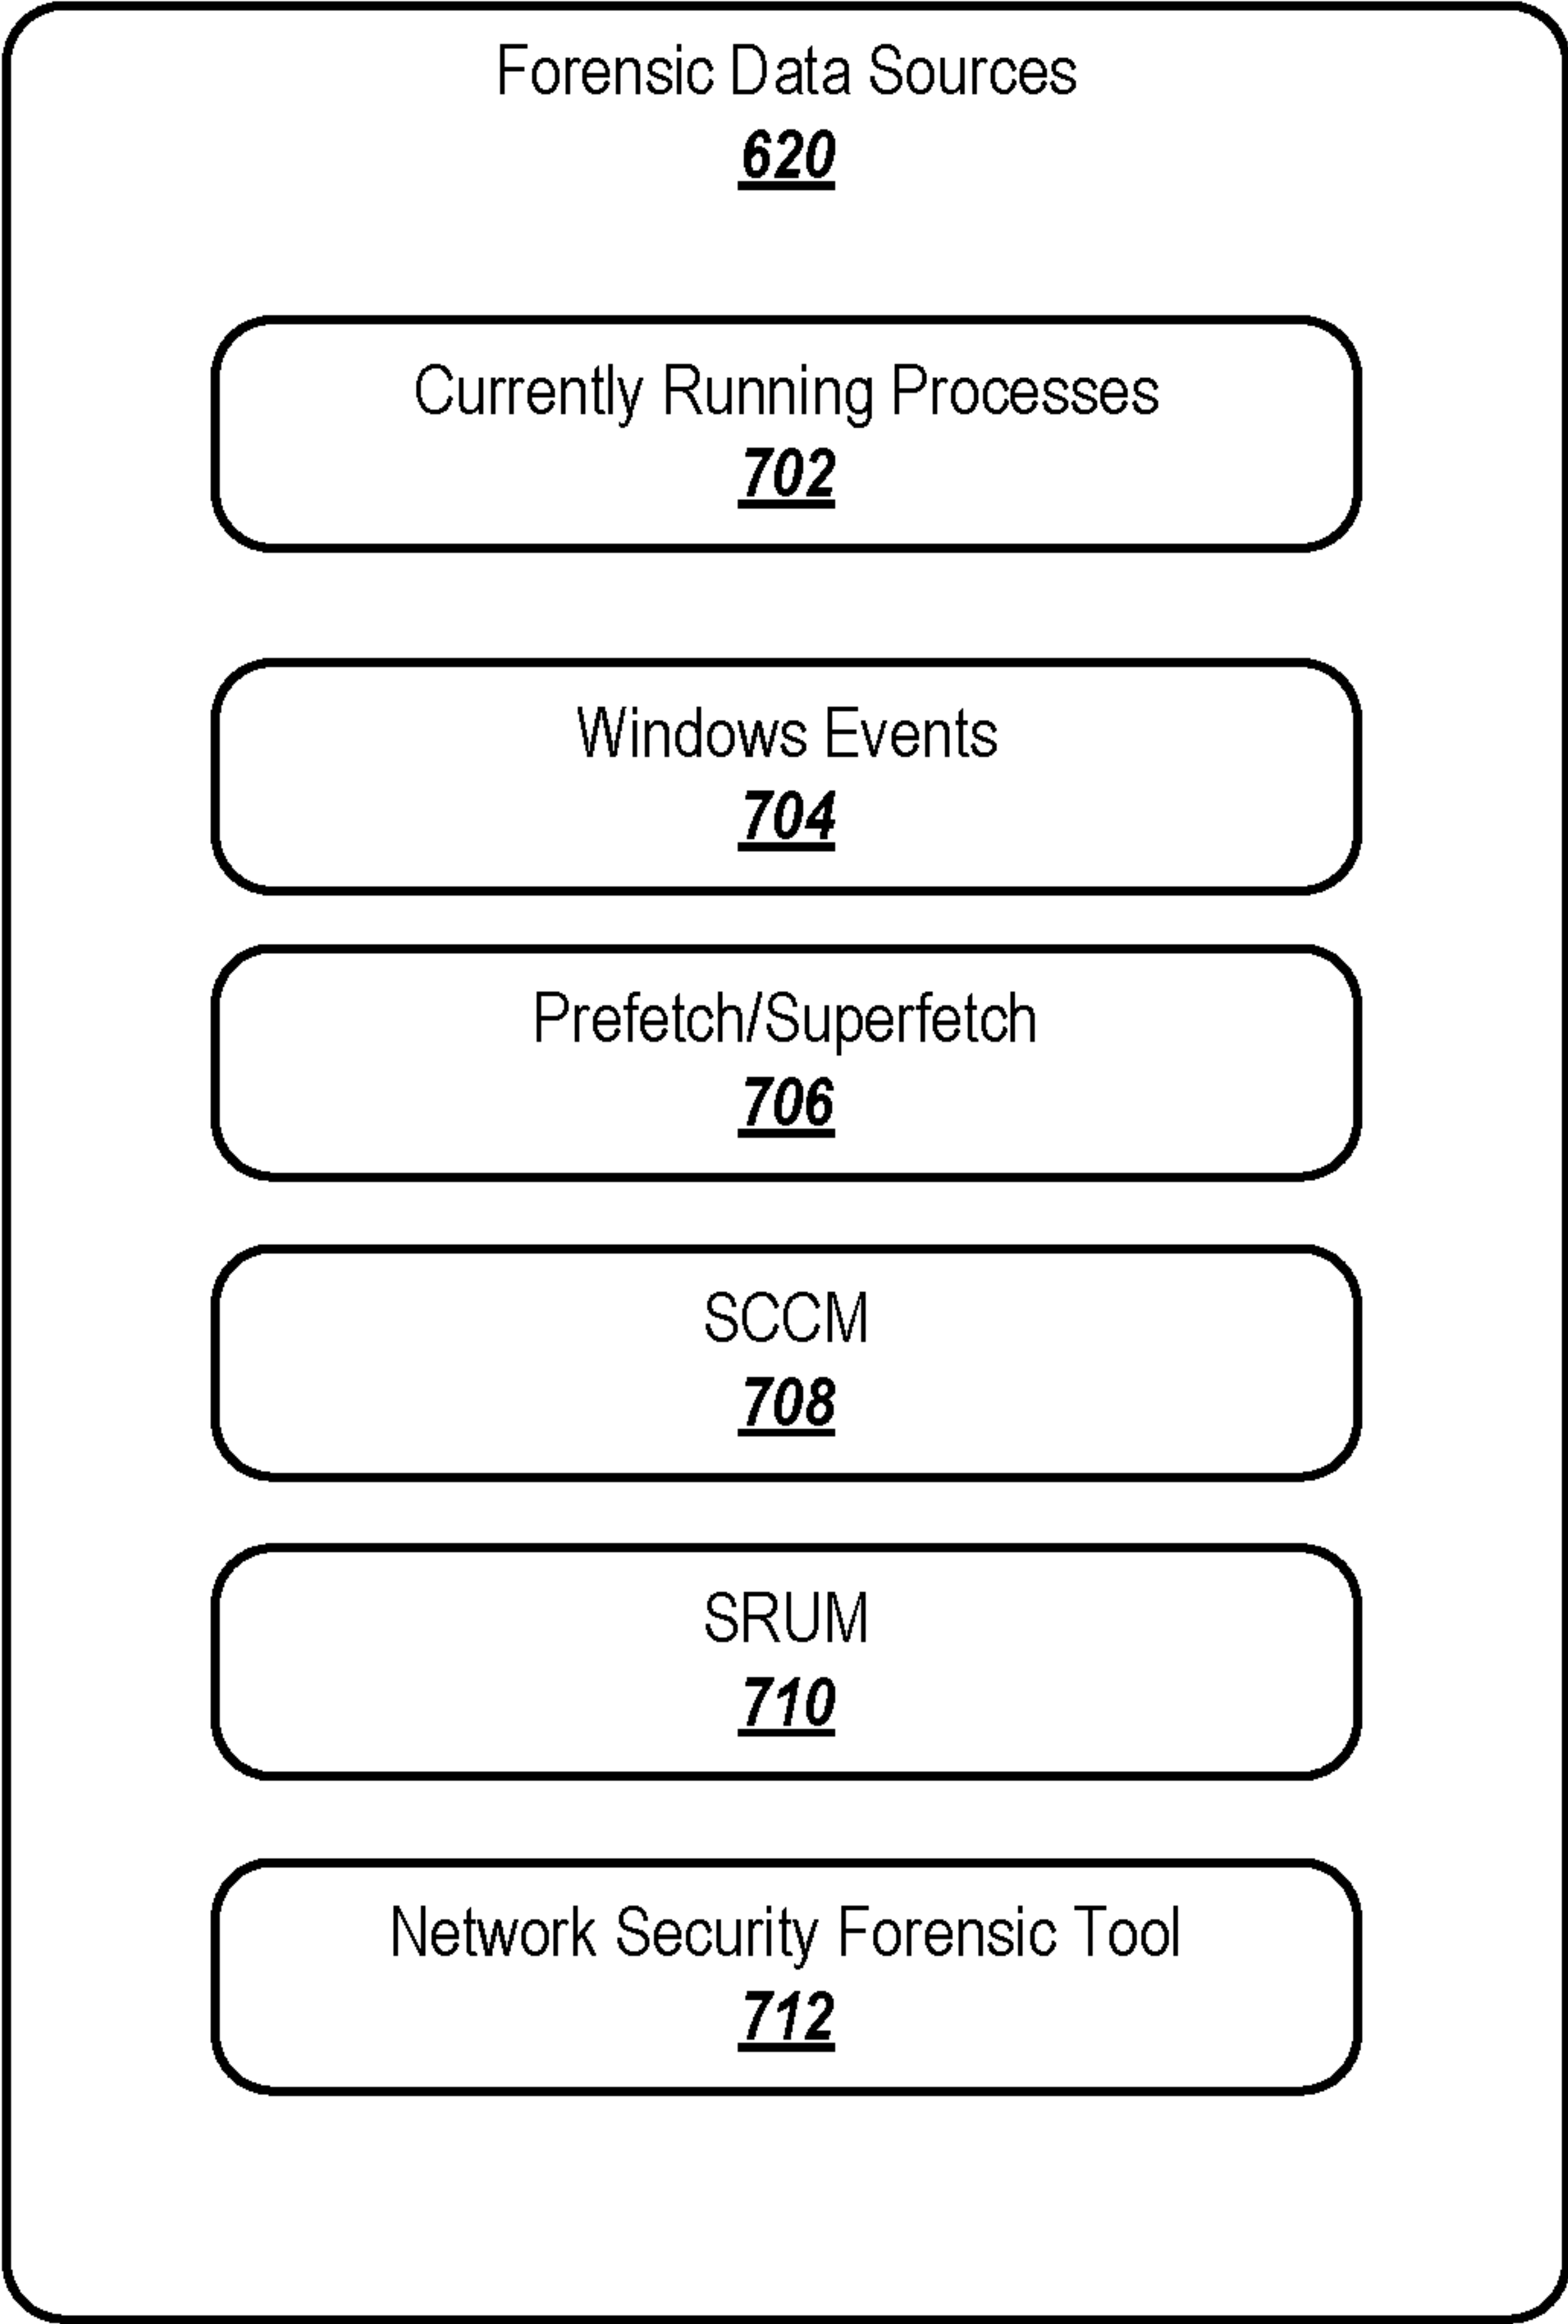 Forensic Data Sources
620
Currently Running Processes
702
Windows Events
704
Prefetch/Superfetch
706
SCCM
708
SRUM
710
Network Security Forensic Tool
712